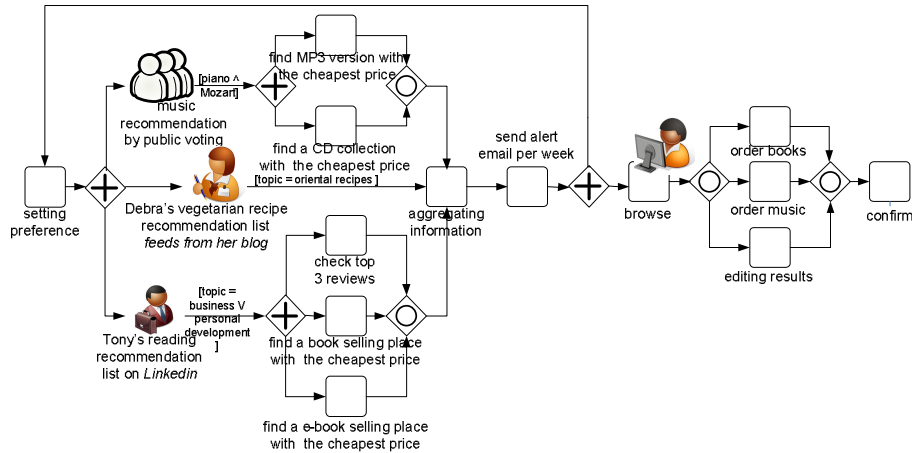 find MP3 version with
the cheapest price
[piano ^
Mozart]
music
recommendation
by public voting
find a CD collection
with the cheapest price
send alert
email per week
order books
[topic = oriental recipes ]
setting
preference
Debra's vegetarian recipe
recommendation list
feeds from her blog
aggregating
information
browse
order music
confirm
check top
3 reviews
editing results
[topic =
business V
personal
development
]
Tony's reading
recommendation
list on Linkedin
find a book selling place
with the cheapest price
find a e-book selling place
with the cheapest price